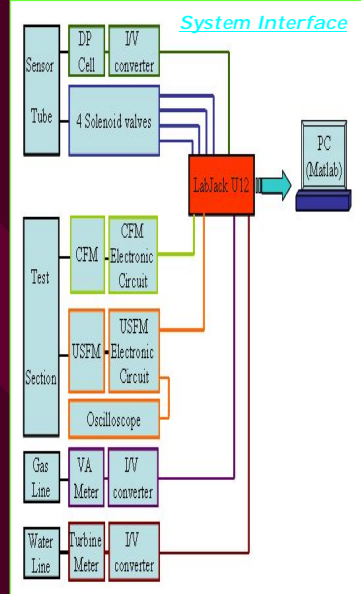 System Interface
Sensor
Tube
DP
Cell
I/V
converter
4 Solenoid valves
LabJack U12
PC
(Matlab)
Test
Section
CFM
CFM
Electronic
Circuit
USFM
USFM
Electronic
Circuit
Oscilloscope
Gas
Line
VA
Meter
I/V
converter
Water
Line
Turbine
Meter
I/V
converter